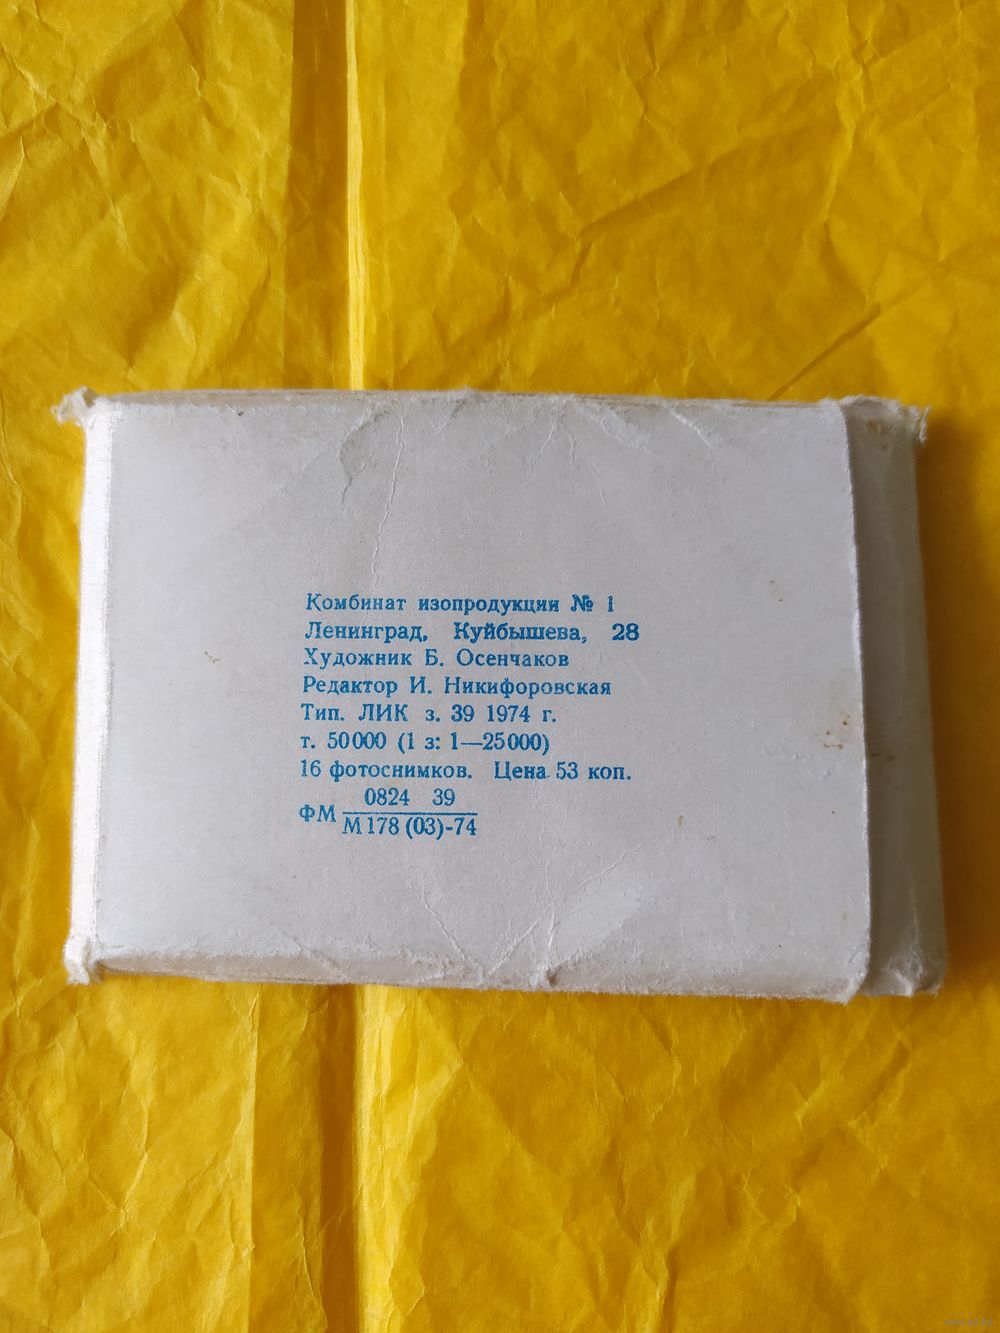 Комбинат изопродукции № 1
Ленинград, Куйбышева, 28
Художник Б. Осенчаков
Редактор И. Никифоровская
Тип. ЛИК з. 39 1974 г.
т. 50000 (1 з: 1—25000)
16 фотоснимков. Цена 53 коп.
ФМ 0824 39
М 178 (03)-74